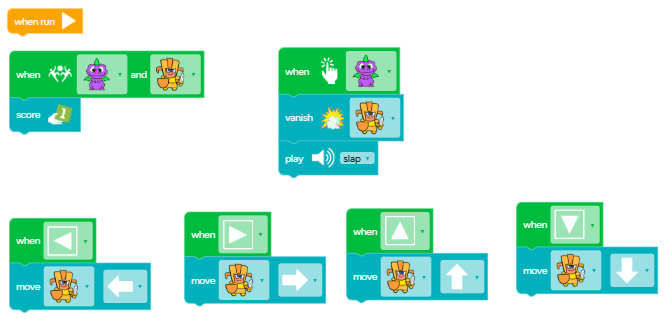 when run
when and
score 1
when
vanish
play slap
when
move
when
move
when
move
when
move